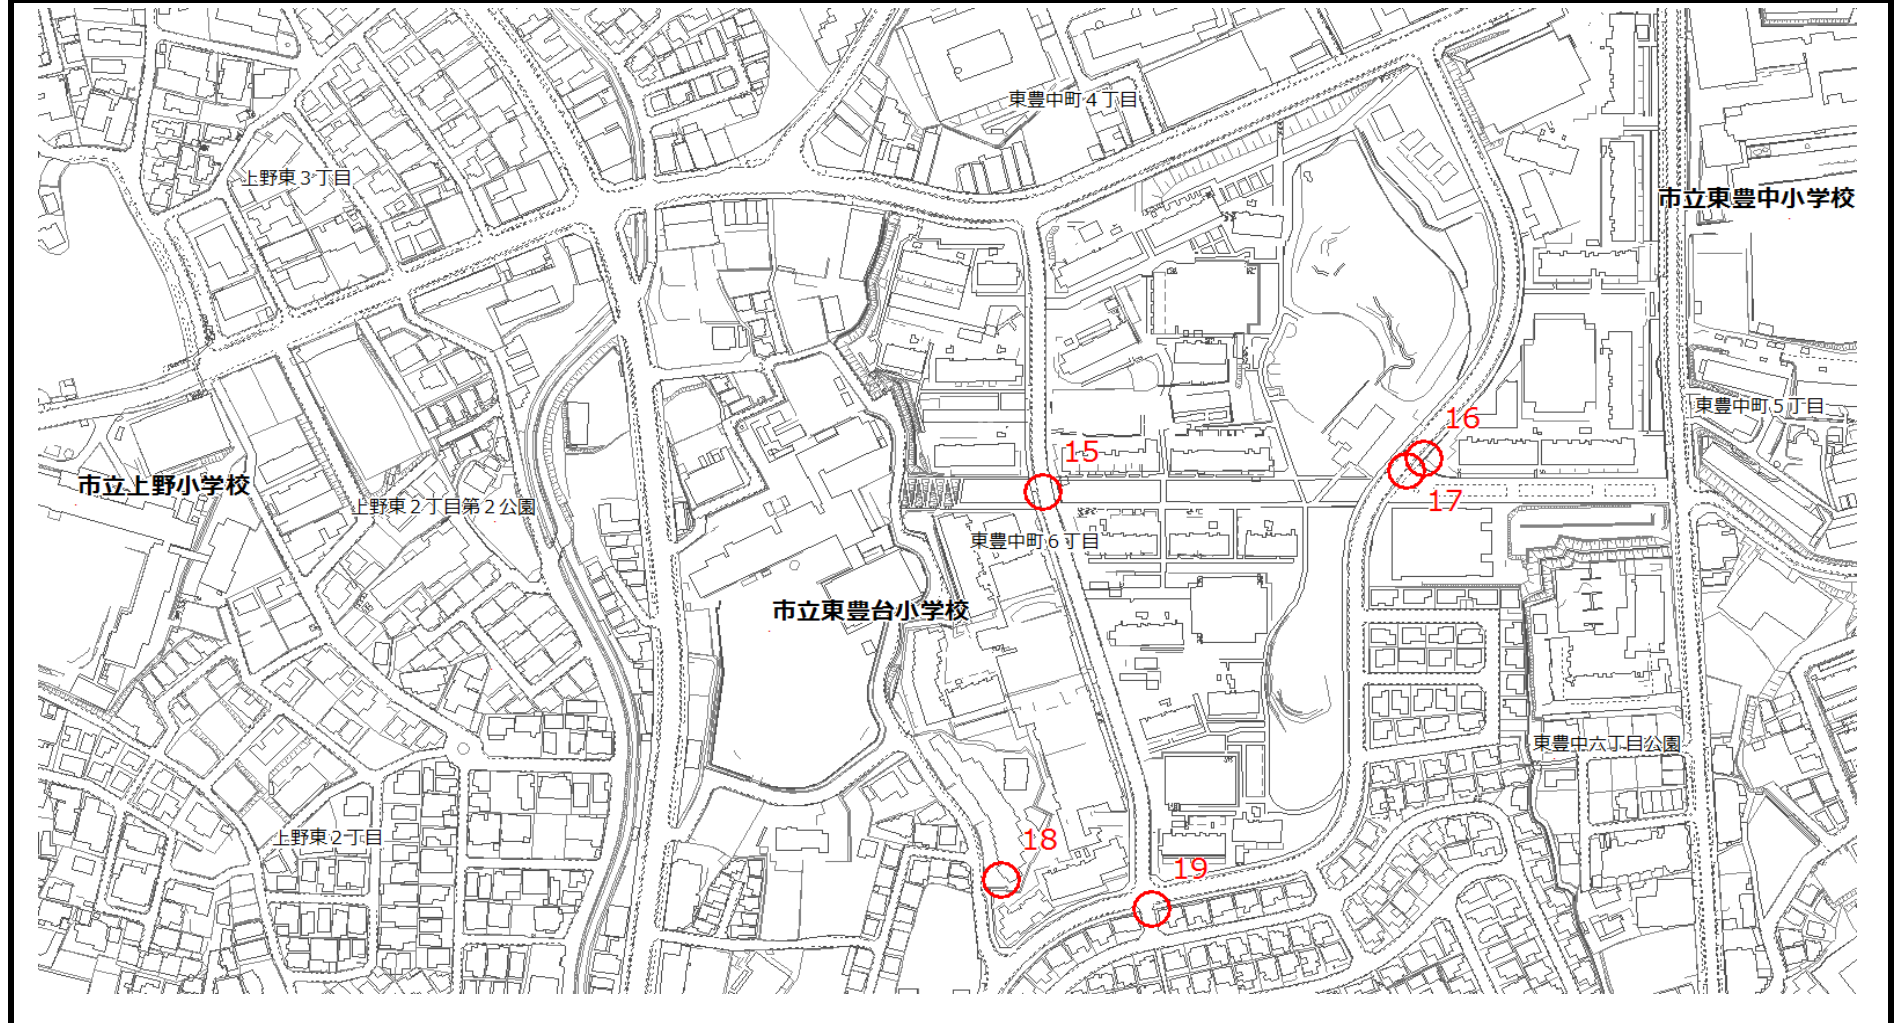 東豊中町４丁目
上野東３丁目
市立東豊中小学校
東豊中町５丁目
16
15
市立上野小学校
上野東２丁目第２公園
17
東豊中町６丁目
市立東豊台小学校
東豊中六丁目公園
上野東２丁目
18
19